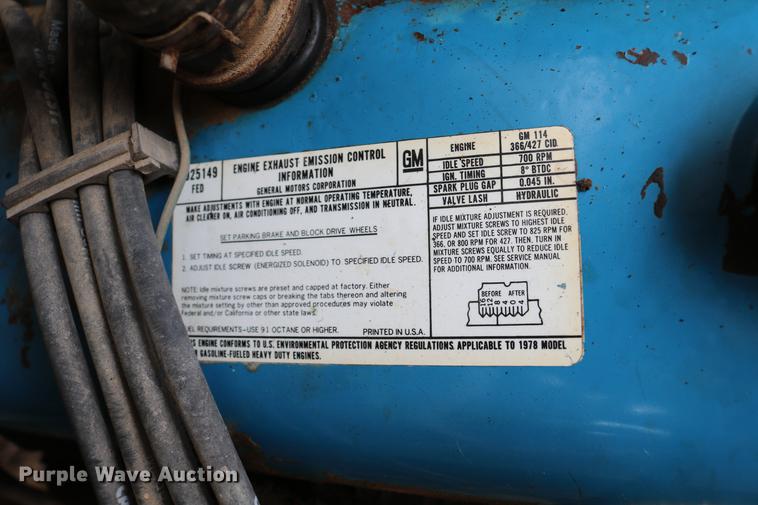 25149
FED
ENGINE EXHAUST EMISSION CONTROL
INFORMATION
GENERAL MOTORS CORPORATION
GM
MAKE ADJUSTMENTS WITH ENGINE AT NORMAL OPERATING TEMPERATURE,
AIR CLEANER ON, AIR CONDITIONING OFF, AND TRANSMISSION IN NEUTRAL.
SET PARKING BRAKE AND BLOCK DRIVE WHEELS
1. SET TIMING AT SPECIFIED IDLE SPEED.
2. ADJUST IDLE SCREW (ENERGIZED SOLENOID) TO SPECIFIED IDLE SPEED.
NOTE: Idle mixture screws are preset and capped at factory. Either
removing mixture screw caps or breaking the tabs thereon and altering
the mixture setting by other than approved procedures may violate
Federal and/or California or other state laws.
REQUIREMENTS-USE 91 OCTANE OR HIGHER. PRINTED IN U.S.A.
ENGINE CONFORMS TO U.S. ENVIRONMENTAL PROTECTION AGENCY REGULATIONS APPLICABLE TO 1978 MODEL
GASOLINE-FUELED HEAVY DUTY ENGINES.
ENGINE GM 114 366/427 CID
IDLE SPEED 700 RPM
IGN. TIMING 8° BTDC
SPARK PLUG GAP 0.045 IN.
VALVE LASH HYDRAULIC
IF IDLE MIXTURE ADJUSTMENT IS REQUIRED.
ADJUST MIXTURE SCREWS TO HIGHEST IDLE
SPEED AND SET IDLE SCREW TO 825 RPM FOR
366, OR 800 RPM FOR 427. THEN, TURN IN
MIXTURE SCREWS EQUALLY TO REDUCE IDLE
SPEED TO 700 RPM. SEE SERVICE MANUAL
FOR ADDITIONAL INFORMATION.
BEFORE AFTER
16 12 8 4 0 4
Purple Wave Auction